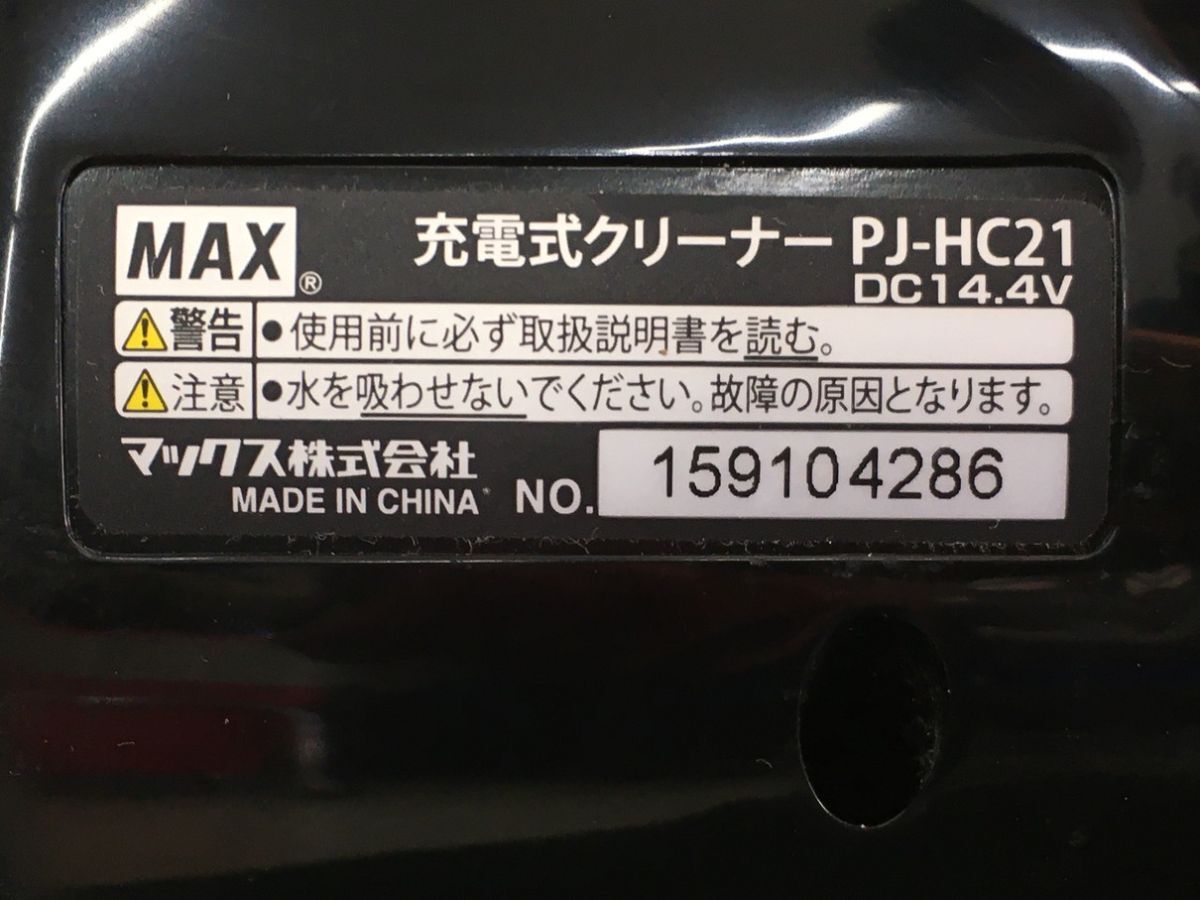 MAX®
充電式クリーナー PJ-HC21
DC14.4V
警告 ●使用前に必ず取扱説明書を読む。
注意 ●水を吸わせないでください。故障の原因となります。
マックス株式会社
MADE IN CHINA
NO. 159104286